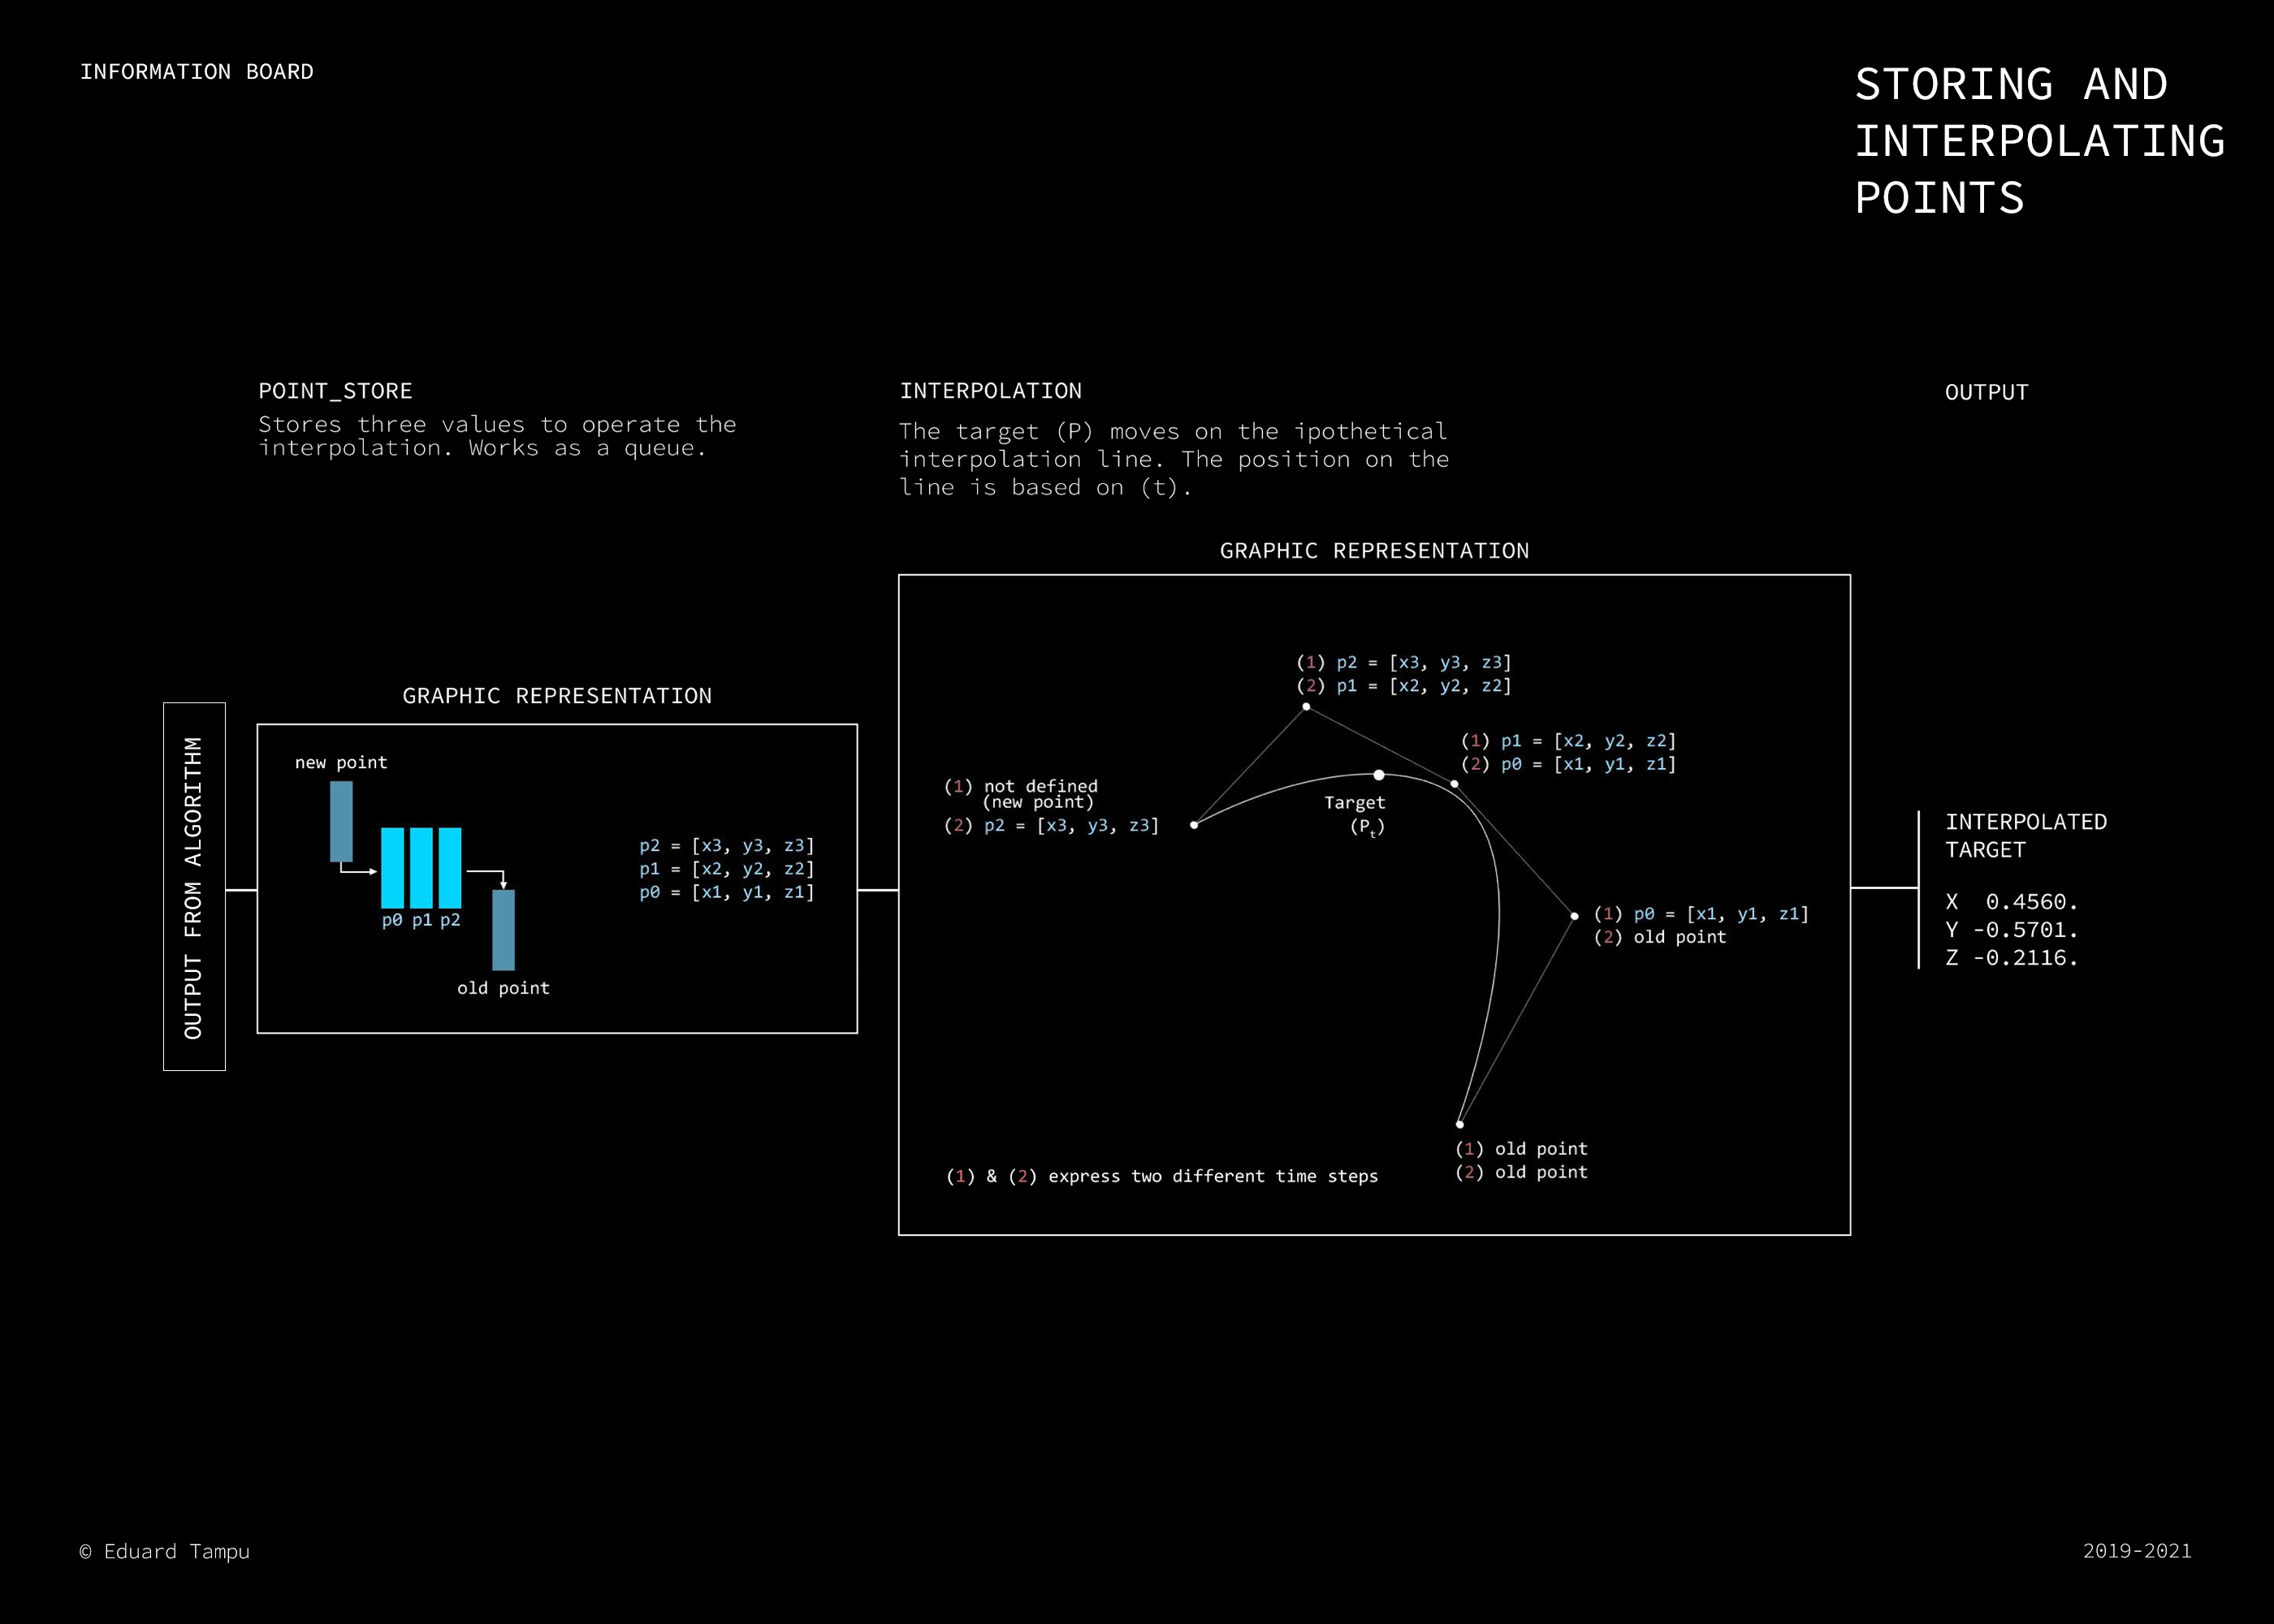 INFORMATION BOARD
STORING AND
INTERPOLATING
POINTS
POINT_STORE
Stores three values to operate the
interpolation. Works as a queue.
INTERPOLATION
The target (P) moves on the ipothetical
interpolation line. The position on the
line is based on (t).
OUTPUT
OUTPUT FROM ALGORITHM
GRAPHIC REPRESENTATION
new point
p0 p1 p2
old point
p2 = [x3, y3, z3]
p1 = [x2, y2, z2]
p0 = [x1, y1, z1]
GRAPHIC REPRESENTATION
(1) p2 = [x3, y3, z3]
(2) p1 = [x2, y2, z2]
(1) p1 = [x2, y2, z2]
(2) p0 = [x1, y1, z1]
(1) not defined
(new point)
(2) p2 = [x3, y3, z3]
Target
(Pt)
(1) p0 = [x1, y1, z1]
(2) old point
(1) old point
(2) old point
(1) & (2) express two different time steps
INTERPOLATED
TARGET
X 0.4560.
Y -0.5701.
Z -0.2116.
© Eduard Tampu
2019-2021